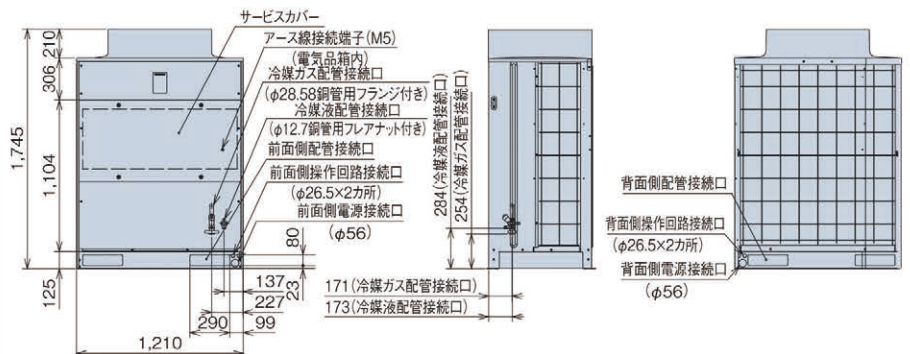 サービスカバー
アース線接続端子(M5)
(電気品箱内)
冷媒ガス配管接続口
(φ28.58銅管用フランジ付き)
冷媒液配管接続口
(φ12.7銅管用フレアナット付き)
前面側配管接続口
前面側操作回路接続口
(φ26.5×2カ所)
前面側電源接続口
(φ56)
210
306
1,745
1,104
125
80
23
137
227
290
99
1,210
284(冷媒液配管接続口)
254(冷媒ガス配管接続口)
171(冷媒ガス配管接続口)
173(冷媒液配管接続口)
背面側配管接続口
背面側操作回路接続口
(φ26.5×2カ所)
背面側電源接続口
(φ56)